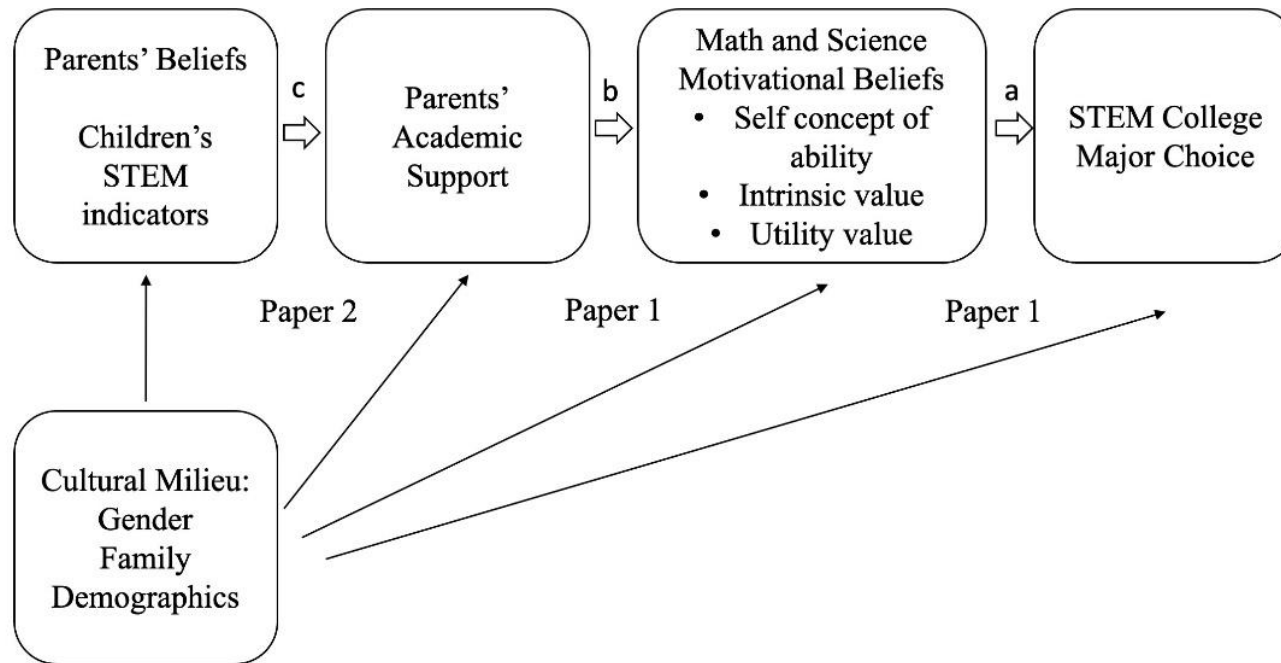 Parents’ Beliefs
Children’s
STEM
indicators
c
Parents’
Academic
Support
b
Math and Science
Motivational Beliefs
• Self concept of
ability
• Intrinsic value
• Utility value
a
STEM College
Major Choice
Paper 2
Paper 1
Paper 1
Cultural Milieu:
Gender
Family
Demographics